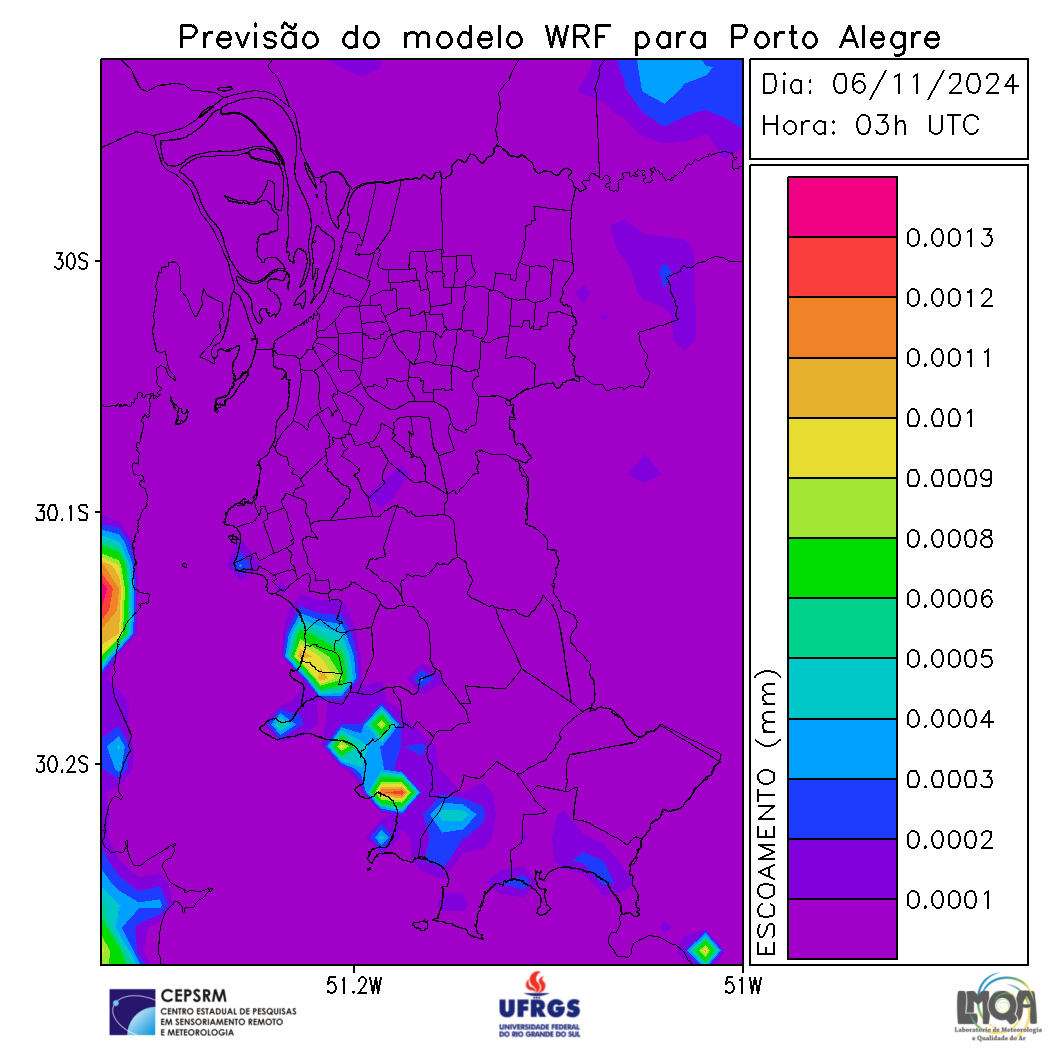 Previsão do modelo WRF para Porto Alegre
Dia: 06/11/2024
Hora: 03h UTC
30S
30.1S
30.2S
51.2W
51W
ESCOAMENTO (mm)
0.0013
0.0012
0.0011
0.001
0.0009
0.0008
0.0006
0.0005
0.0004
0.0003
0.0002
0.0001
CEPSRM
CENTRO ESTADUAL DE PESQUISAS
EM SENSORIAMENTO REMOTO
E METEOROLOGIA
UFRGS
UNIVERSIDADE FEDERAL
DO RIO GRANDE DO SUL
LMQA
Laboratório de Meteorologia
e Qualidade do Ar